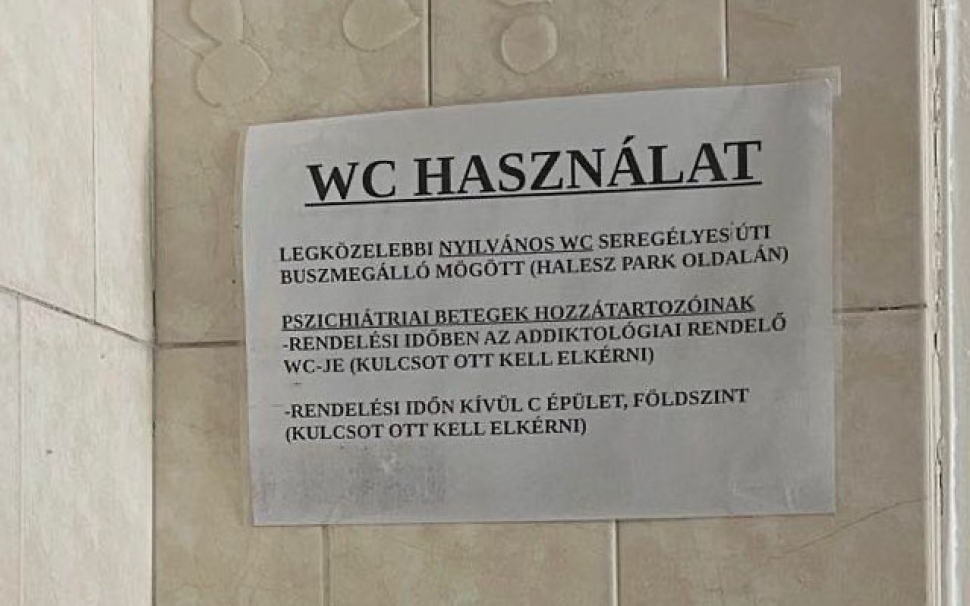 WC HASZNÁLAT
LEGKÖZELEBBI NYILVÁNOS WC SEREGÉLYES ÚTI
BUSZMEGÁLLÓ MÖGÖTT (HALESZ PARK OLDALÁN)
PSZICHIÁTRIAI BETEGEK HOZZÁTARTOZÓINAK
-RENDELÉSI IDŐBEN AZ ADDIKTOLÓGIAI RENDELŐ
WC-JE (KULCSOT OTT KELL ELKÉRNI)
-RENDELÉSI IDŐN KÍVÜL C ÉPÜLET, FÖLDSZINT
(KULCSOT OTT KELL ELKÉRNI)